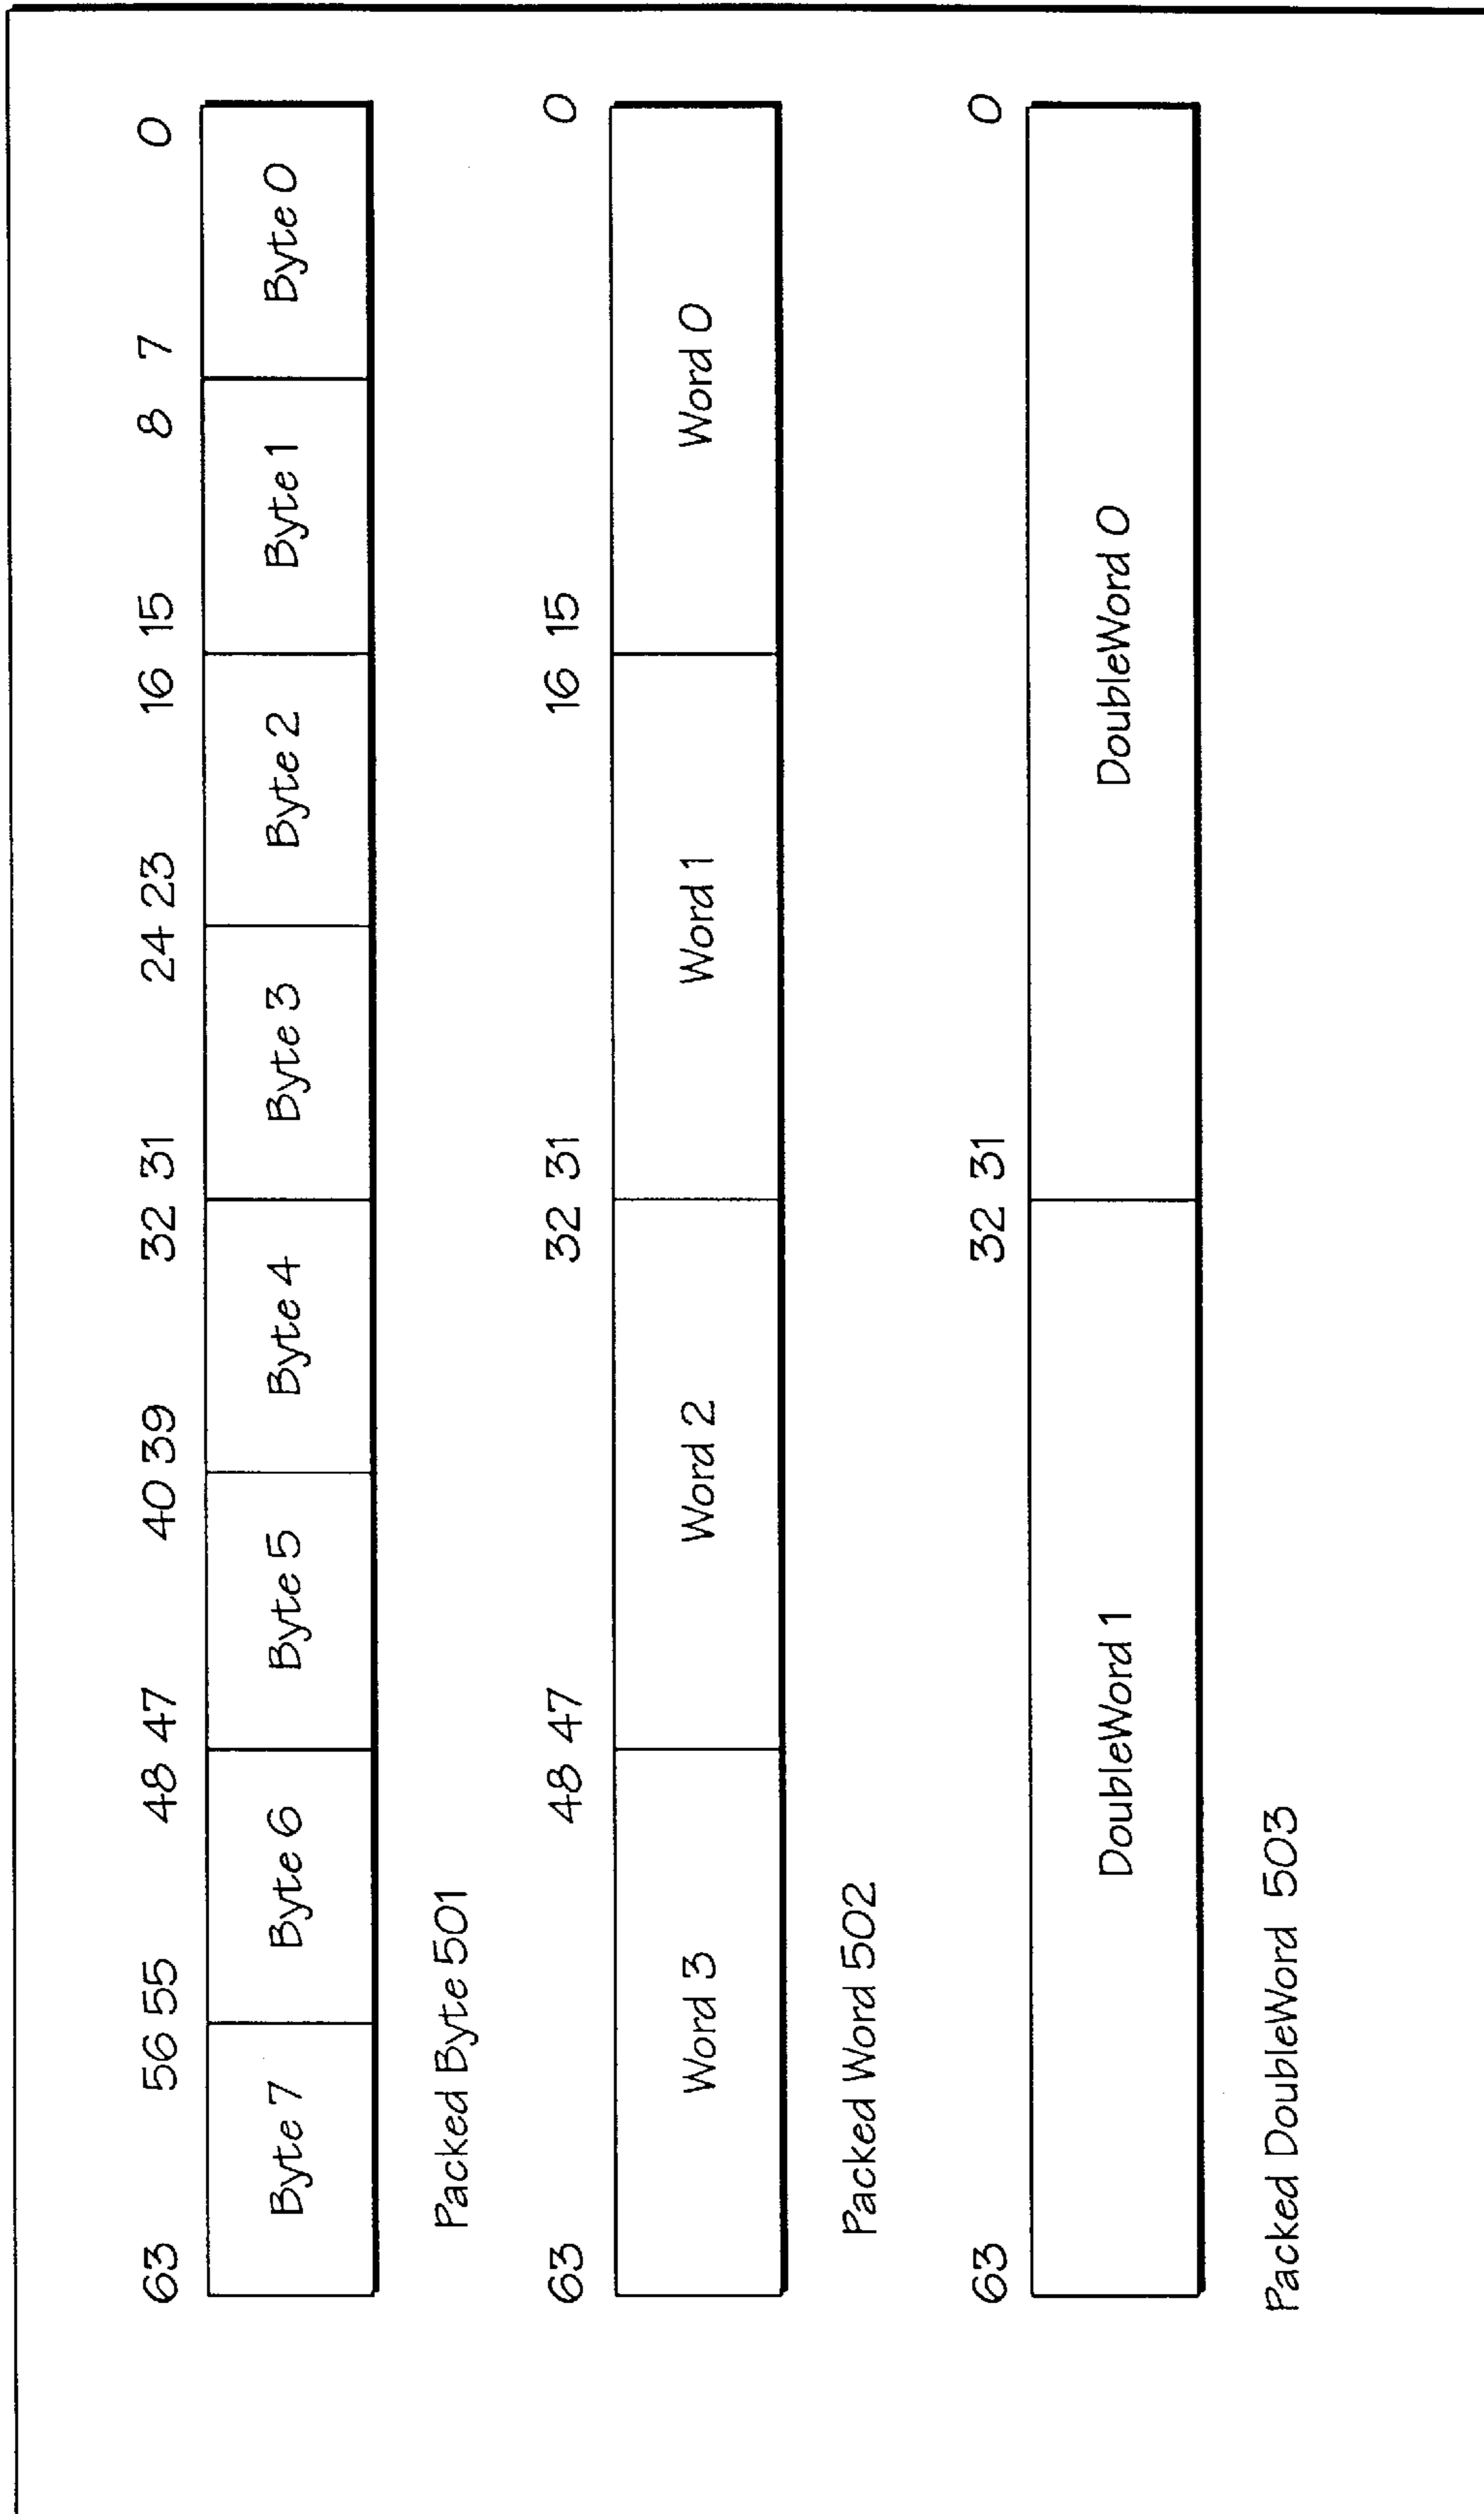 63 56 55 48 47 40 39 32 31 24 23 16 15 8 7 0
Byte 7 Byte 6 Byte 5 Byte 4 Byte 3 Byte 2 Byte 1 Byte 0
Packed Byte 501
63 48 47 32 31 16 15 0
Word 3 Word 2 Word 1 Word 0
Packed Word 502
63 32 31 0
DoubleWord 1 DoubleWord 0
Packed DoubleWord 503